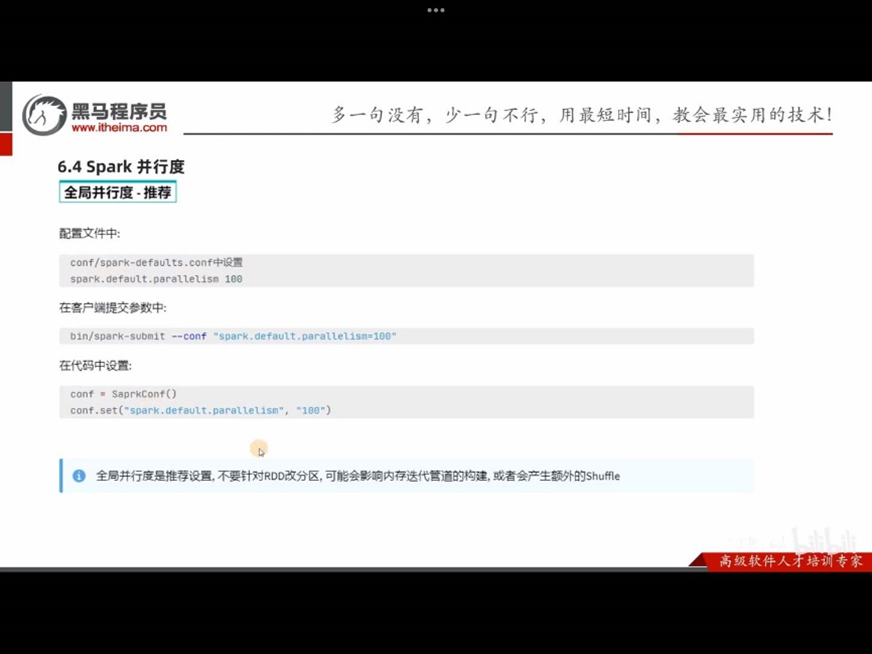 黑马程序员
www.itheima.com
多一句没有，少一句不行，用最短时间，教会最实用的技术！
6.4 Spark 并行度
全局并行度 - 推荐
配置文件中:
conf/spark-defaults.conf中设置
spark.default.parallelism 100
在客户端提交参数中:
bin/spark-submit --conf "spark.default.parallelism=100"
在代码中设置:
conf = SaprkConf()
conf.set("spark.default.parallelism", "100")
全局并行度是推荐设置, 不要针对RDD改分区, 可能会影响内存迭代管道的构建, 或者会产生额外的Shuffle
bilibili
高级软件人才培训专家